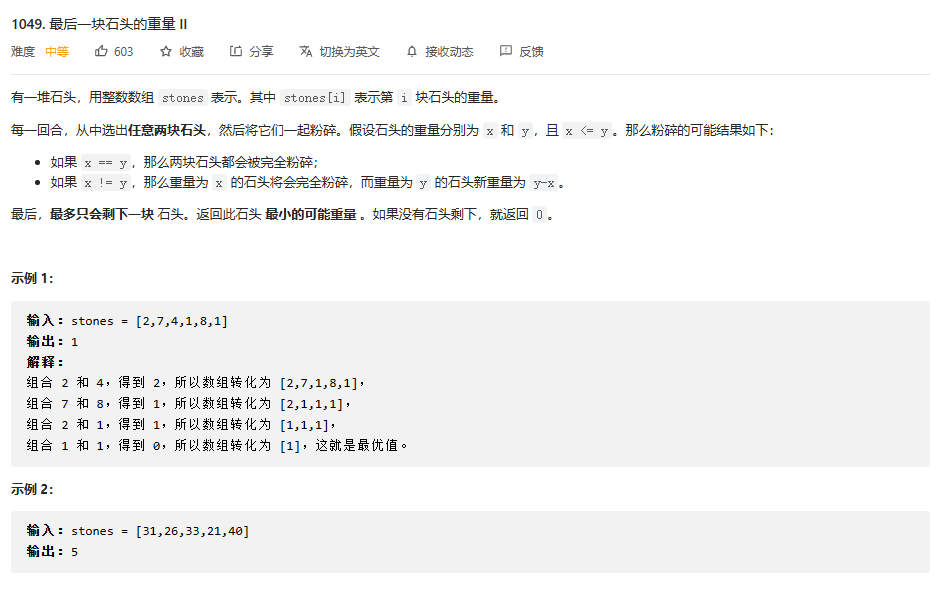 1049. 最后一块石头的重量 II
难度 中等 603 收藏 分享 切换为英文 接收动态 反馈
有一堆石头，用整数数组 stones 表示。其中 stones[i] 表示第 i 块石头的重量。
每一回合，从中选出任意两块石头，然后将它们一起粉碎。假设石头的重量分别为 x 和 y，且 x <= y。那么粉碎的可能结果如下：
如果 x == y，那么两块石头都会被完全粉碎；
如果 x != y，那么重量为 x 的石头将会完全粉碎，而重量为 y 的石头新重量为 y-x。
最后，最多只会剩下一块 石头。返回此石头 最小的可能重量 。如果没有石头剩下，就返回 0。
示例 1：
输入：stones = [2,7,4,1,8,1]
输出：1
解释：
组合 2 和 4，得到 2，所以数组转化为 [2,7,1,8,1]，
组合 7 和 8，得到 1，所以数组转化为 [2,1,1,1]，
组合 2 和 1，得到 1，所以数组转化为 [1,1,1]，
组合 1 和 1，得到 0，所以数组转化为 [1]，这就是最优值。
示例 2：
输入：stones = [31,26,33,21,40]
输出：5